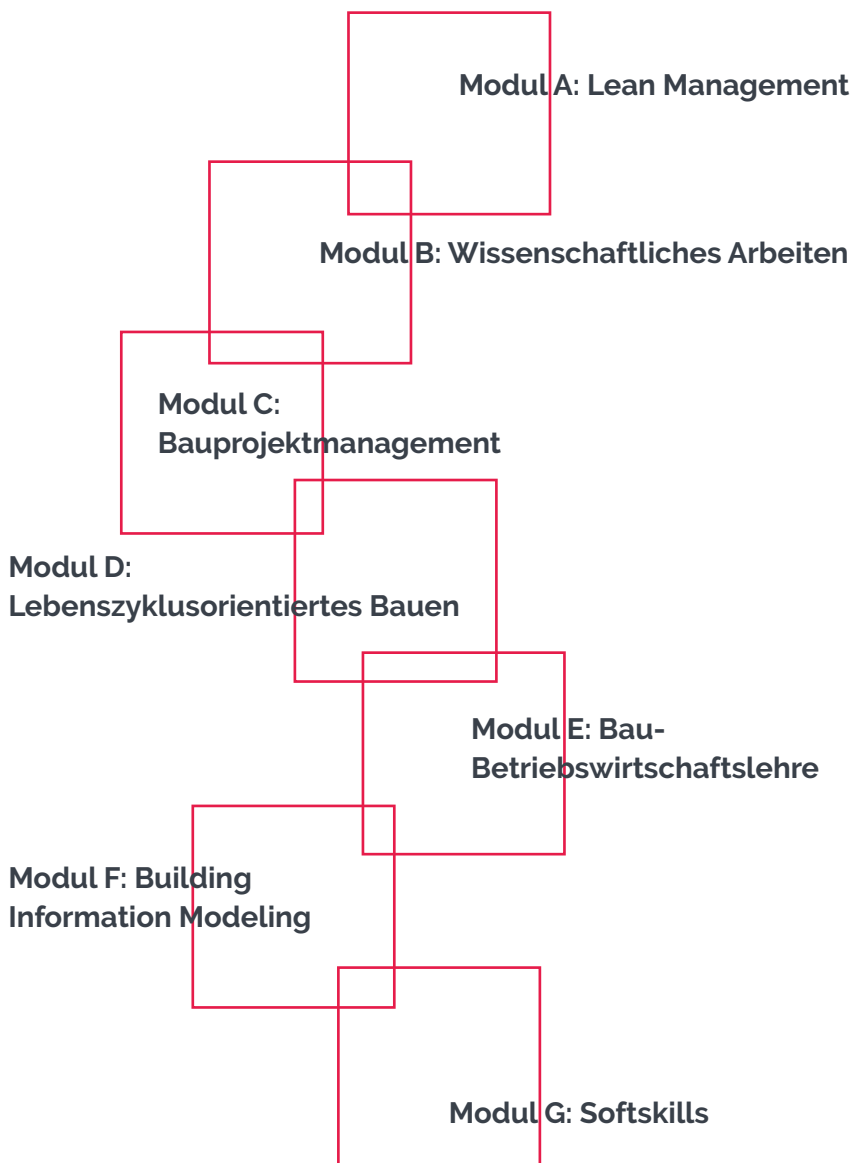 Modul A: Lean Management
Modul B: Wissenschaftliches Arbeiten
Modul C:
Bauprojektmanagement
Modul D:
Lebenszyklusorientiertes Bauen
Modul E: Bau-
Betriebswirtschaftslehre
Modul F: Building
Information Modeling
Modul G: Softskills